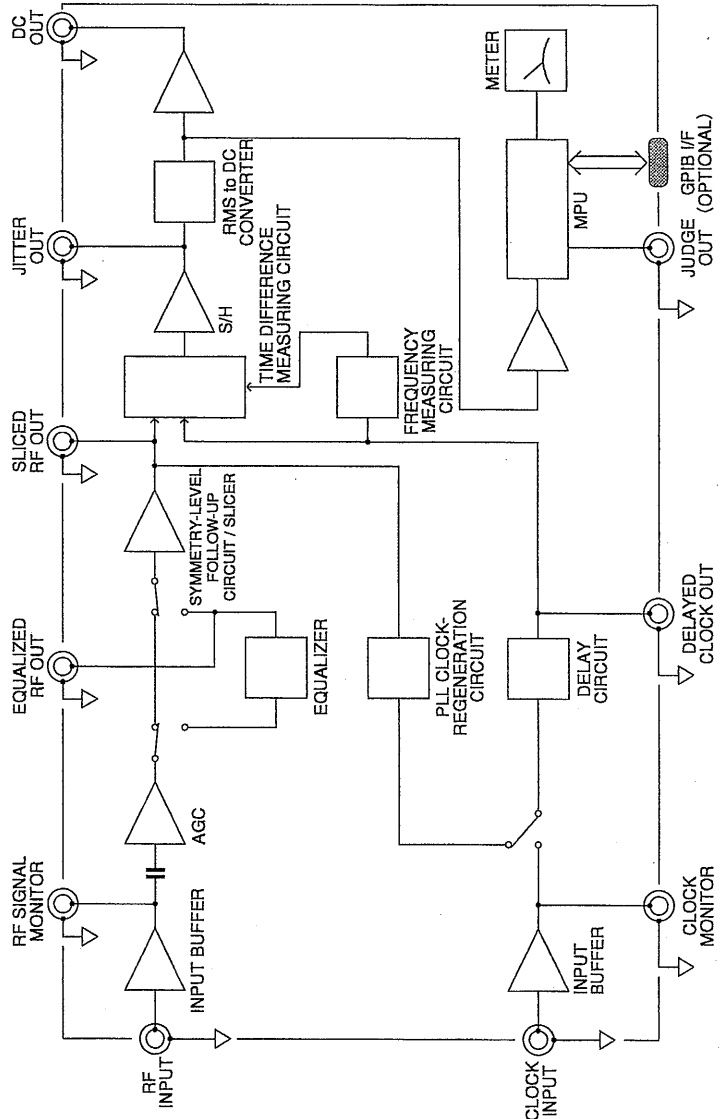 RF SIGNAL
MONITOR
EQUALIZED
RF OUT
SLICED
RF OUT
JITTER
OUT
DC
OUT
RF
INPUT
INPUT BUFFER
AGC
SYMMETRY-LEVEL
FOLLOW-UP
CIRCUIT / SLICER
S/H
RMS to DC
CONVERTER
TIME DIFFERENCE
MEASURING CIRCUIT
EQUALIZER
PLL CLOCK-
REGENERATION
CIRCUIT
FREQUENCY
MEASURING
CIRCUIT
METER
MPU
CLOCK
INPUT
INPUT
BUFFER
DELAY
CIRCUIT
CLOCK
MONITOR
DELAYED
CLOCK OUT
JUDGE
OUT
GPIB I/F
(OPTIONAL)